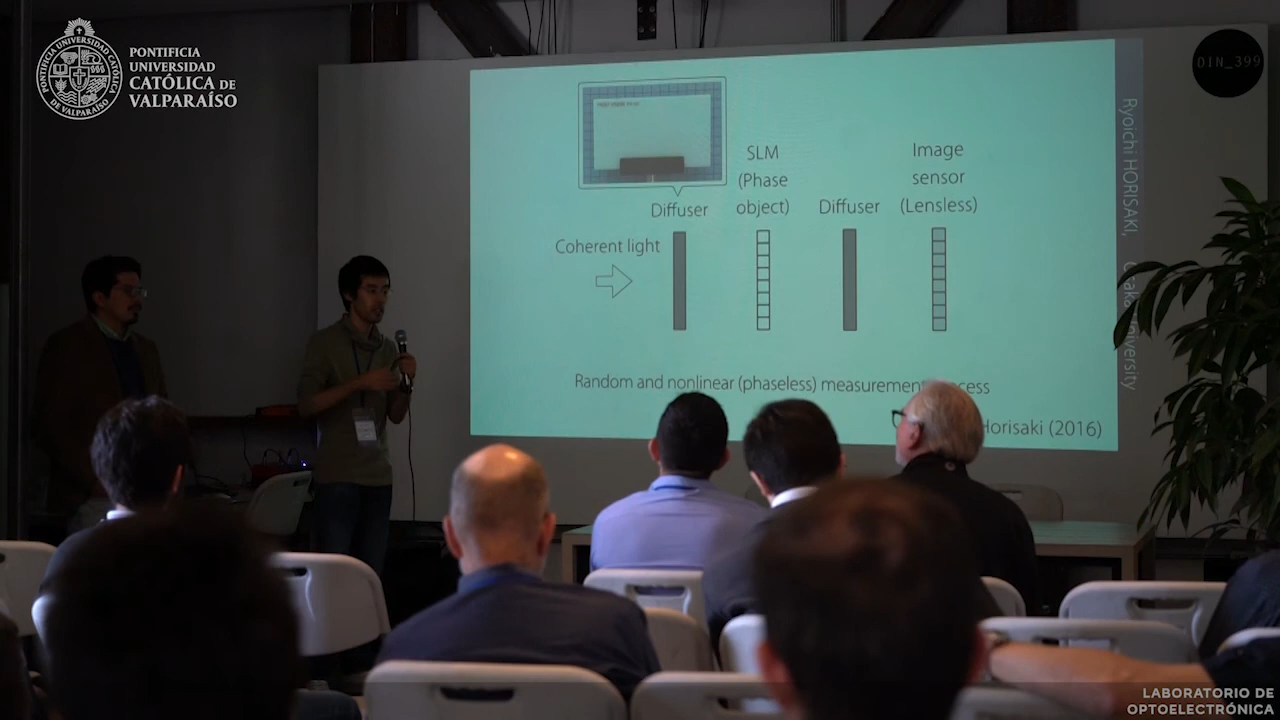 PONTIFICIA
UNIVERSIDAD
CATÓLICA DE
VALPARAÍSO
DIN_399
SLM
(Phase
object)
Image
sensor
(Lensless)
Diffuser
Diffuser
Coherent light
Random and nonlinear (phaseless) measurement
Horisaki (2016)
Ryoichi HORISAKI,
University
LABORATORIO DE
OPTOELECTRÓNICA